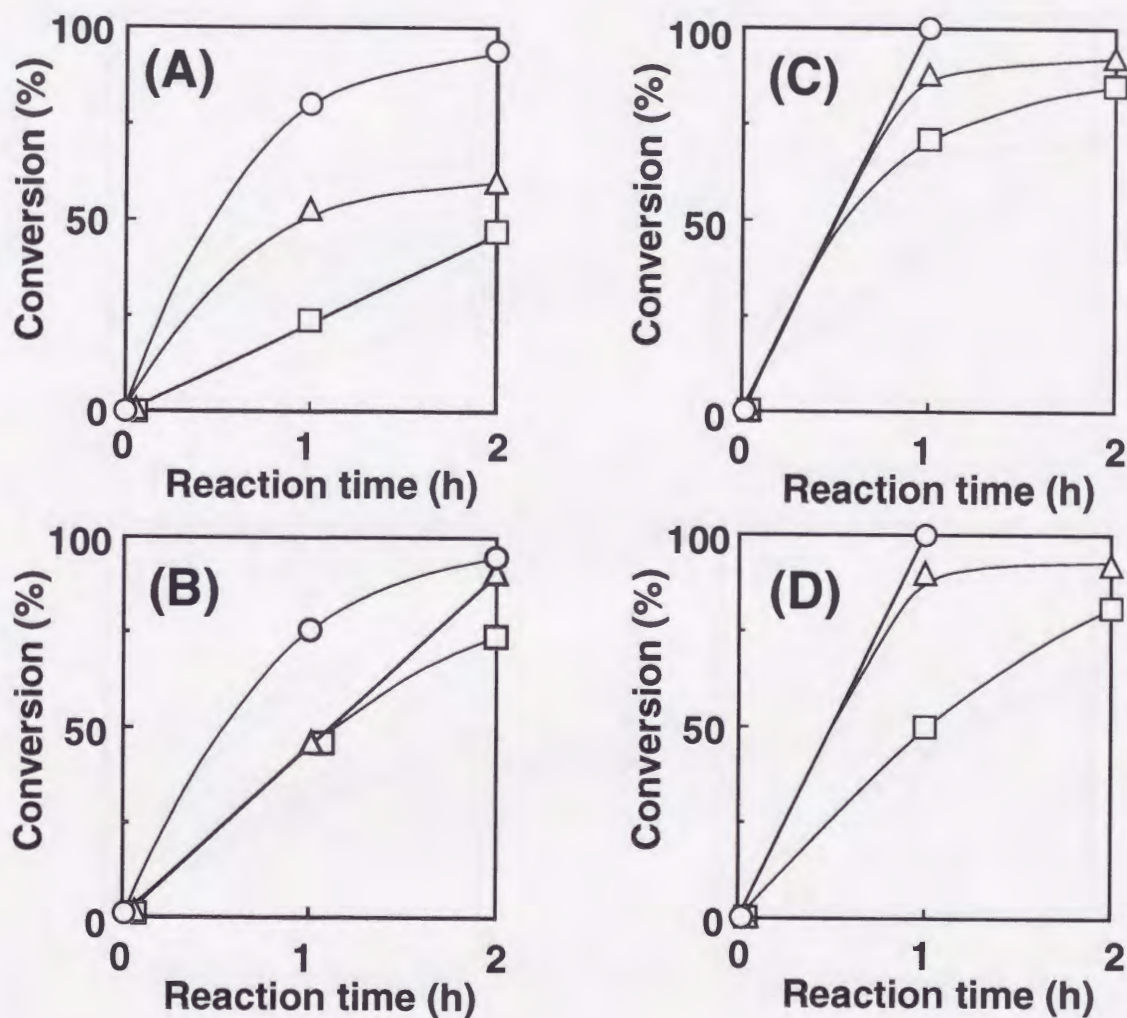 100
(A)
Conversion (%)
50
0
0 1 2
Reaction time (h)
100
(C)
Conversion (%)
50
0
0 1 2
Reaction time (h)
100
(B)
Conversion (%)
50
0
0 1 2
Reaction time (h)
100
(D)
Conversion (%)
50
0
0 1 2
Reaction time (h)